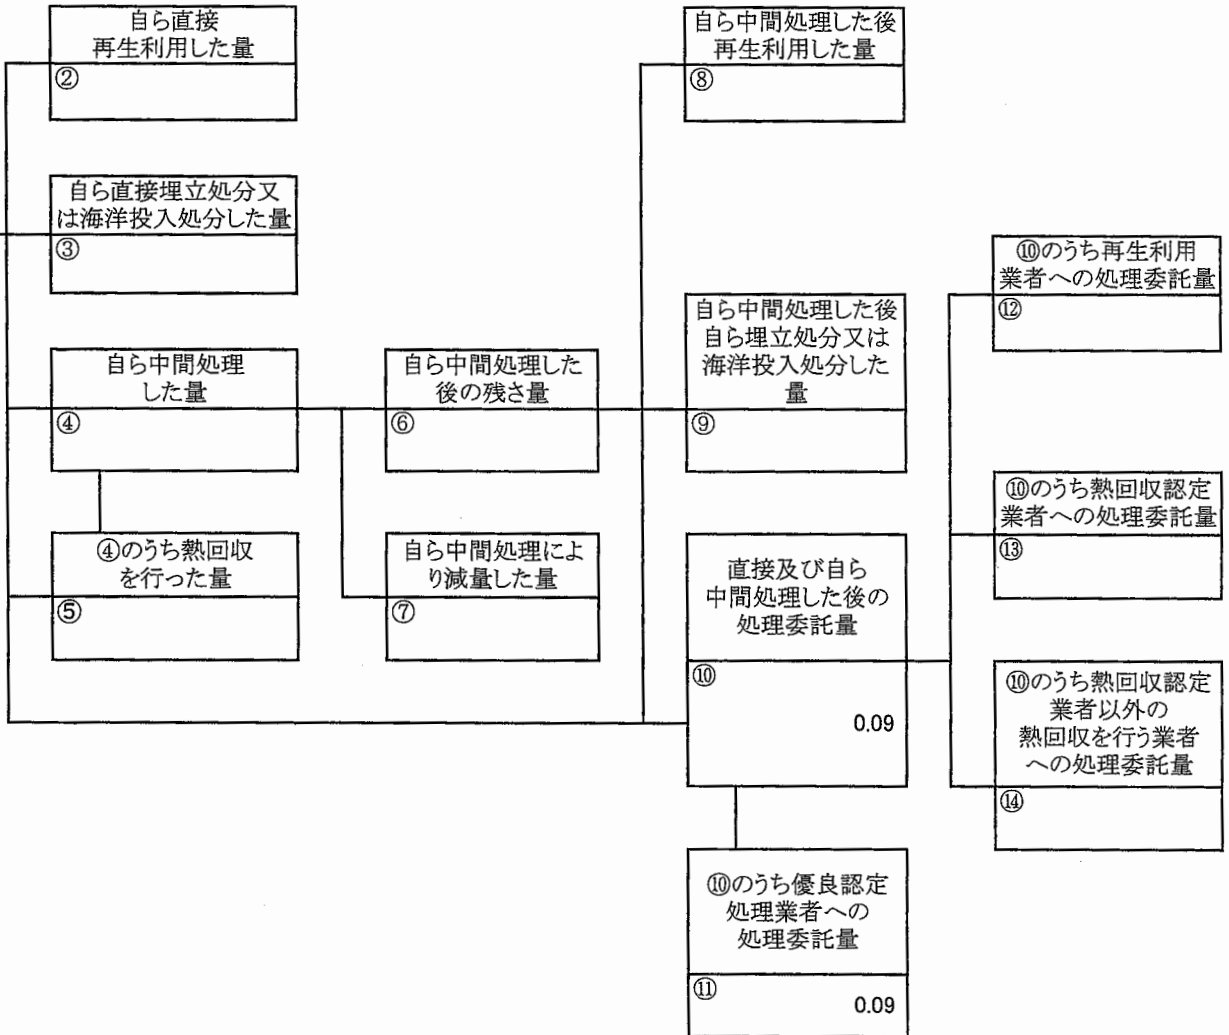 自ら直接
再生利用した量
②
自ら直接埋立処分又
は海洋投入処分した量
③
自ら中間処理
した量
④
④のうち熱回収
を行った量
⑤
自ら中間処理した
後の残さ量
⑥
自ら中間処理によ
り減量した量
⑦
自ら中間処理した後
再生利用した量
⑧
自ら中間処理した後
自ら埋立処分又は
海洋投入処分した
量
⑨
直接及び自ら
中間処理した後の
処理委託量
⑩
0.09
⑩のうち優良認定
処理業者への
処理委託量
⑪
0.09
⑩のうち再生利用
業者への処理委託量
⑫
⑩のうち熱回収認定
業者への処理委託量
⑬
⑩のうち熱回収認定
業者以外の
熱回収を行う業者
への処理委託量
⑭